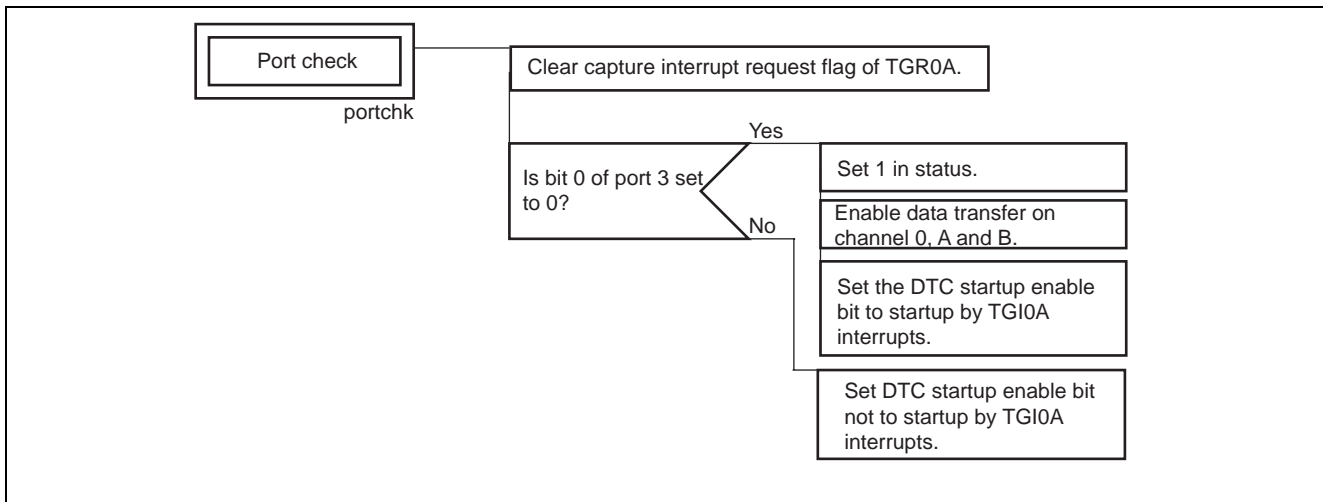 Port check
portchk
Clear capture interrupt request flag of TGR0A.
Is bit 0 of port 3 set
to 0?
Yes
No
Set 1 in status.
Enable data transfer on
channel 0, A and B.
Set the DTC startup enable
bit to startup by TGI0A
interrupts.
Set DTC startup enable bit
not to startup by TGI0A
interrupts.